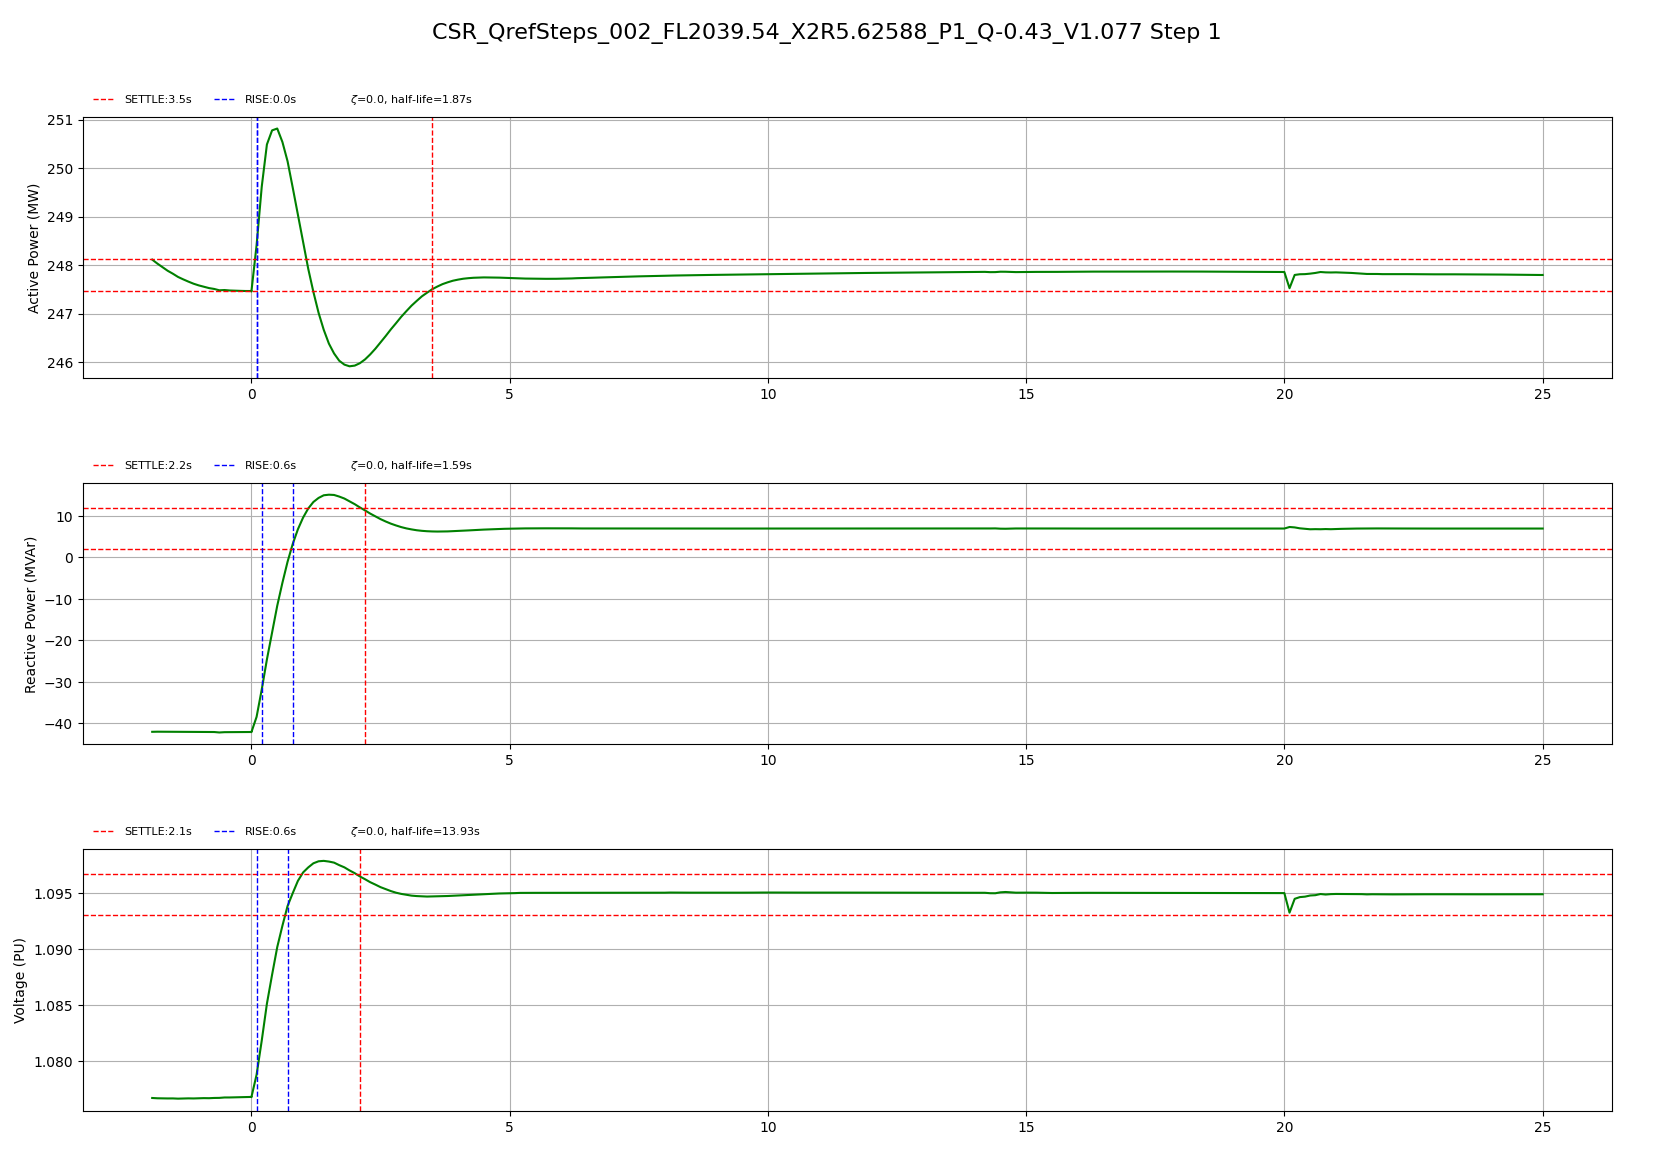 CSR_QrefSteps_002_FL2039.54_X2R5.62588_P1_Q-0.43_V1.077 Step 1
SETTLE:3.5s RISE:0.0s ζ=0.0, half-life=1.87s
Active Power (MW)
251
250
249
248
247
246
0 5 10 15 20 25
SETTLE:2.2s RISE:0.6s ζ=0.0, half-life=1.59s
Reactive Power (MVAr)
10
0
−10
−20
−30
−40
0 5 10 15 20 25
SETTLE:2.1s RISE:0.6s ζ=0.0, half-life=13.93s
Voltage (PU)
1.095
1.090
1.085
1.080
0 5 10 15 20 25